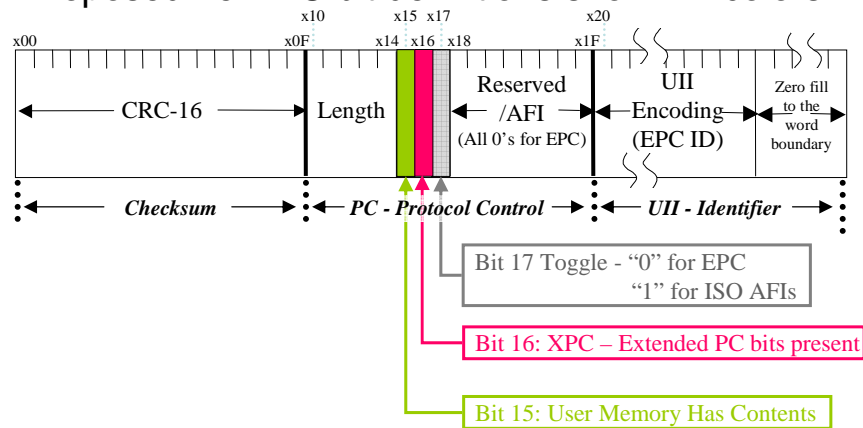 x10 x15 x17 x20
x00 x0F x14 x16 x18 x1F
CRC-16
Length
Reserved
/AFI
(All 0's for EPC)
UII
Encoding
(EPC ID)
Zero fill
to the
word
boundary
Checksum
PC - Protocol Control
UII - Identifier
Bit 17 Toggle - “0” for EPC
“1” for ISO AFIs
Bit 16: XPC – Extended PC bits present
Bit 15: User Memory Has Contents